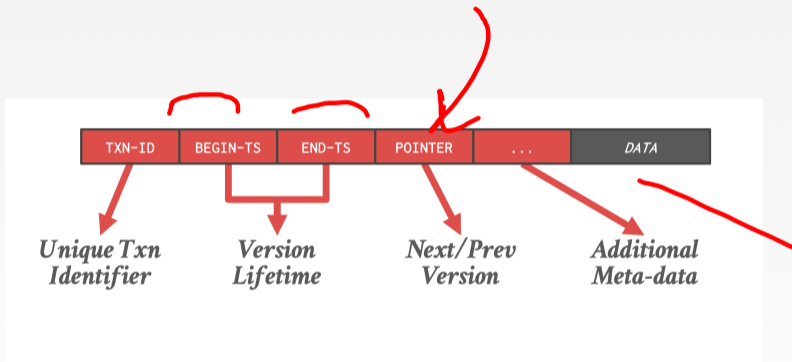 TXN-ID BEGIN-TS END-TS POINTER ... DATA
Unique Txn Version Next/Prev Additional
Identifier Lifetime Version Meta-data